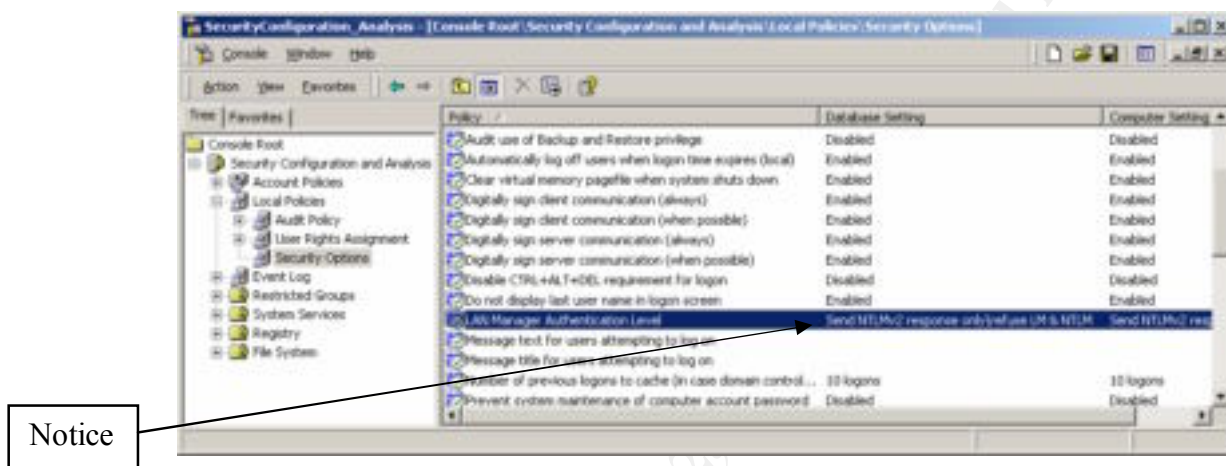 SecurityConfiguration_Analysis - [Console Root\Security Configuration and Analysis\Local Policies\Security Options]
Console Window Help
Action View Favorites
Tree Favorites
Policy Database Setting Computer Setting
Console Root
Security Configuration and Analysis
Account Policies
Local Policies
Audit Policy
User Rights Assignment
Security Options
Event Log
Restricted Groups
System Services
Registry
File System
Audit use of Backup and Restore privilege Disabled Disabled
Automatically log off users when logon time expires (local) Enabled Enabled
Clear virtual memory pagefile when system shuts down Enabled Enabled
Digitally sign client communication (always) Enabled Enabled
Digitally sign client communication (when possible) Enabled Enabled
Digitally sign server communication (always) Enabled Enabled
Digitally sign server communication (when possible) Enabled Enabled
Disable CTRL+ALT+DEL requirement for logon Disabled Disabled
Do not display last user name in logon screen Enabled Enabled
LAN Manager Authentication Level Send NTLMv2 response only\refuse LM & NTLM Send NTLMv2 res
Message text for users attempting to log on
Message title for users attempting to log on
Number of previous logons to cache (in case domain control... 10 logons 10 logons
Prevent system maintenance of computer account password Disabled Disabled
Notice